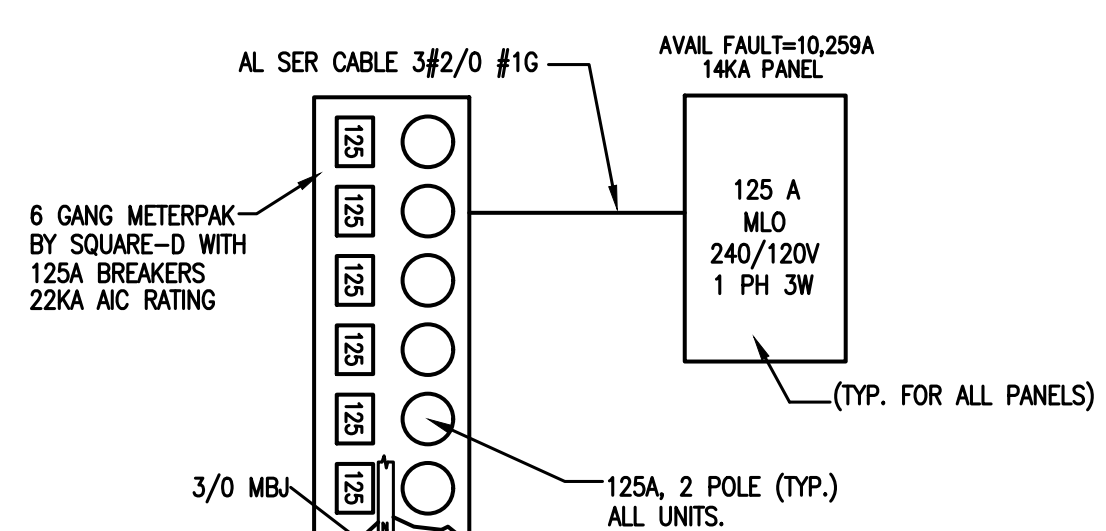 AVAIL FAULT=10,259A
14KA PANEL
AL SER CABLE 3#2/0 #1G
125
125
125
125
125
125
6 GANG METERPAK
BY SQUARE-D WITH
125A BREAKERS
22KA AIC RATING
125 A
MLO
240/120V
1 PH 3W
(TYP. FOR ALL PANELS)
3/0 MBJ
125A, 2 POLE (TYP.)
ALL UNITS.
N